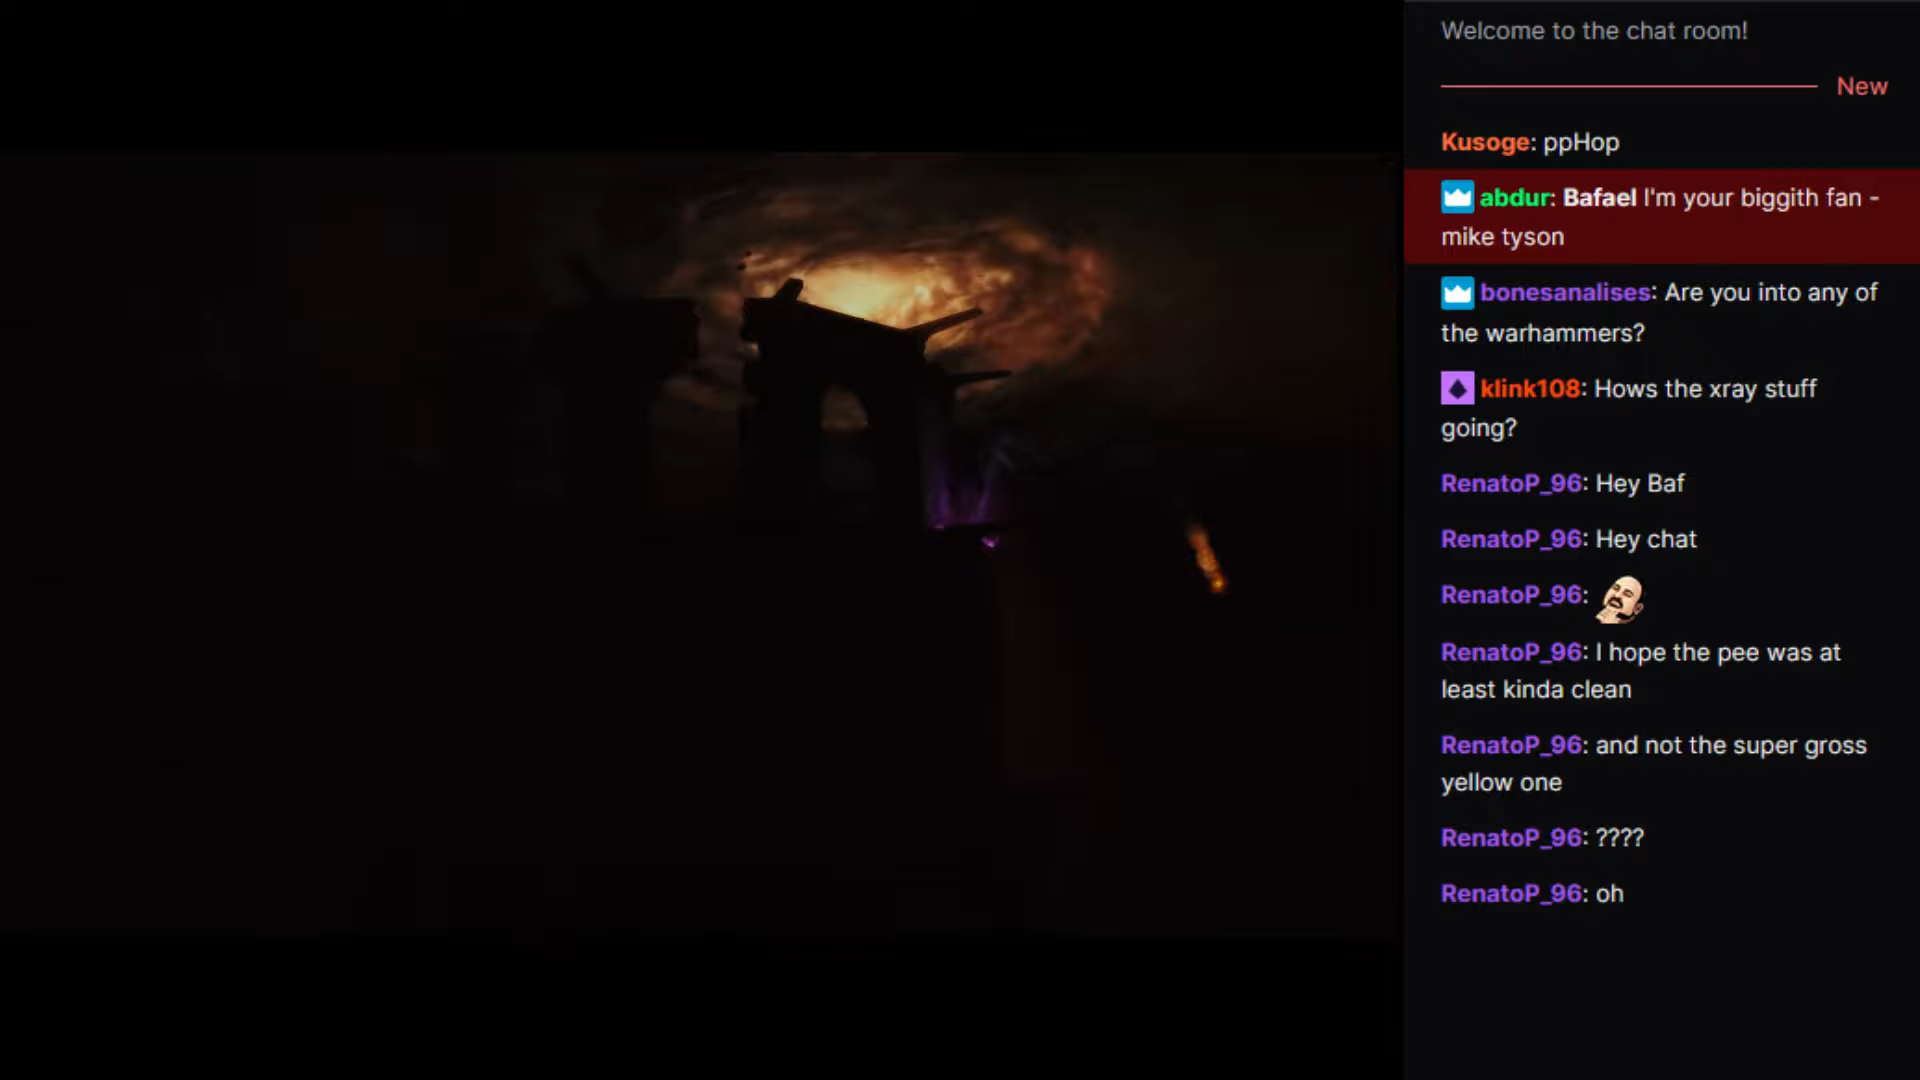 Welcome to the chat room!
New
Kusoge: ppHop
abdur: Bafael I'm your biggith fan -
mike tyson
bonesanalises: Are you into any of
the warhammers?
klink108: Hows the xray stuff
going?
RenatoP_96: Hey Baf
RenatoP_96: Hey chat
RenatoP_96:
RenatoP_96: I hope the pee was at
least kinda clean
RenatoP_96: and not the super gross
yellow one
RenatoP_96: ????
RenatoP_96: oh